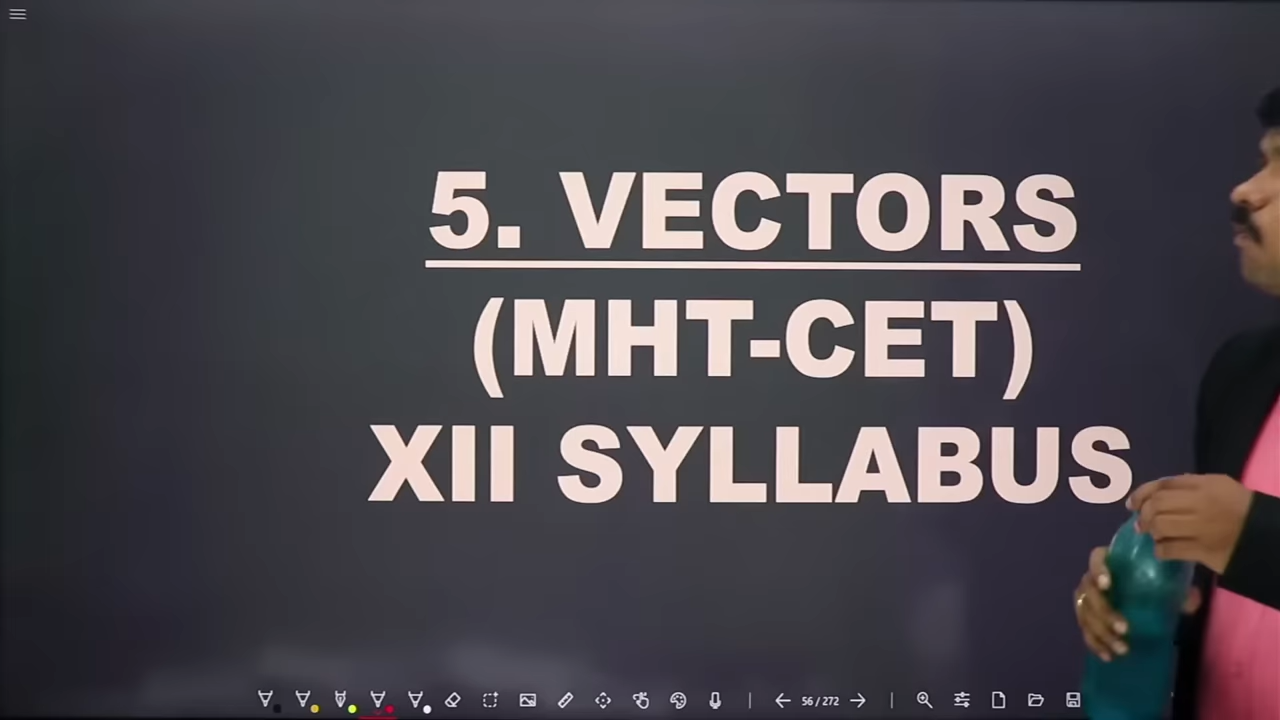 5. VECTORS
(MHT-CET)
XII SYLLABUS
56 / 272